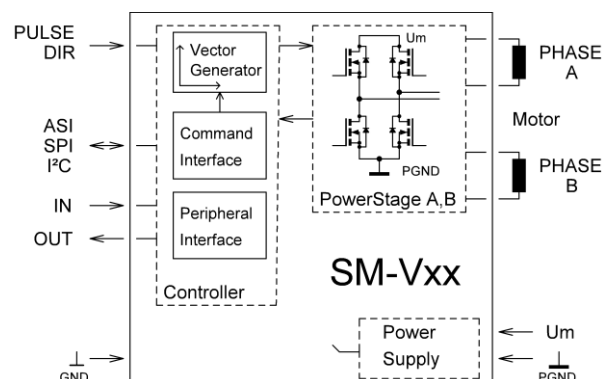 PULSE
DIR
ASI
SPI
I²C
IN
OUT
GND
Vector
Generator
Command
Interface
Peripheral
Interface
Controller
Um
PGND
PowerStage A,B
SM-Vxx
Power
Supply
PHASE
A
Motor
PHASE
B
Um
PGND